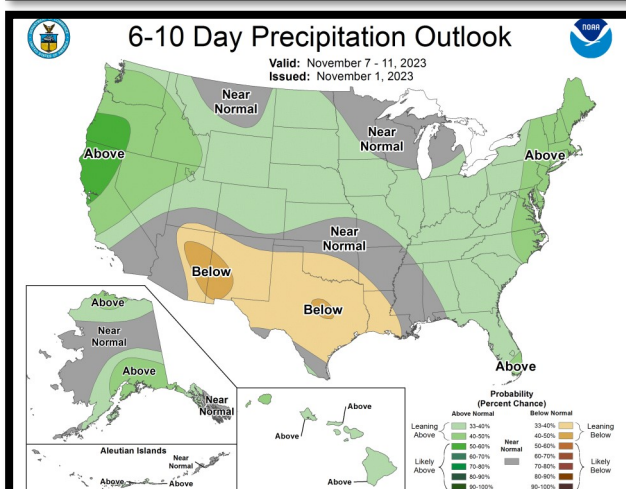 6-10 Day Precipitation Outlook
NOAA
Valid: November 7 - 11, 2023
Issued: November 1, 2023
Near
Normal
Near
Normal
Above
Above
Near
Normal
Below
Below
Above
Above
Near
Normal
Above
Near
Normal
Aleutian Islands
Near
Normal
Above
Above
Above
Above
Above
Probability
(Percent Chance)
Above Normal
Below Normal
Leaning
Above
33-40%
40-50%
Likely
Above
50-60%
60-70%
70-80%
80-90%
90-100%
Near
Normal
33-40%
40-50%
Leaning
Below
50-60%
60-70%
70-80%
80-90%
90-100%
Likely
Below